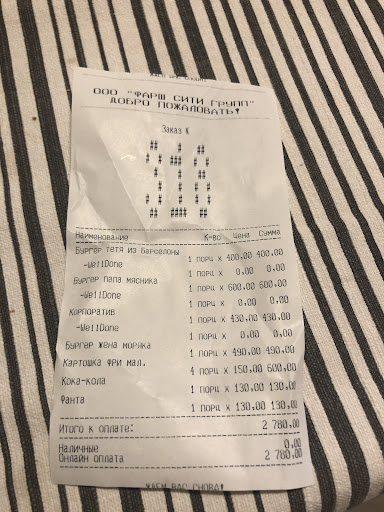 ООО "ФАРШ СИТИ ГРУПП"
ДОБРО ПОЖАЛОВАТЬ!
Заказ №
Наименование К-во Цена Сумма
Бургер тетя из Барселоны 1 порц x 400,00 400,00
-WellDone 1 порц x 0,00 0,00
Бургер папа мясника 1 порц x 600,00 600,00
-WellDone 1 порц x 0,00 0,00
КОРПОРАТИВ 1 порц x 430,00 430,00
-WellDone 1 порц x 0,00 0,00
Бургер жена моряка 1 порц x 490,00 490,00
Картошка фри мал. 4 порц x 150,00 600,00
Кока-кола 1 порц x 130,00 130,00
Фанта 1 порц x 130,00 130,00
Итого к оплате: 2 780,00
Наличные 0,00
Онлайн оплата 2 780,00
ЖДЕМ ВАС СНОВА!